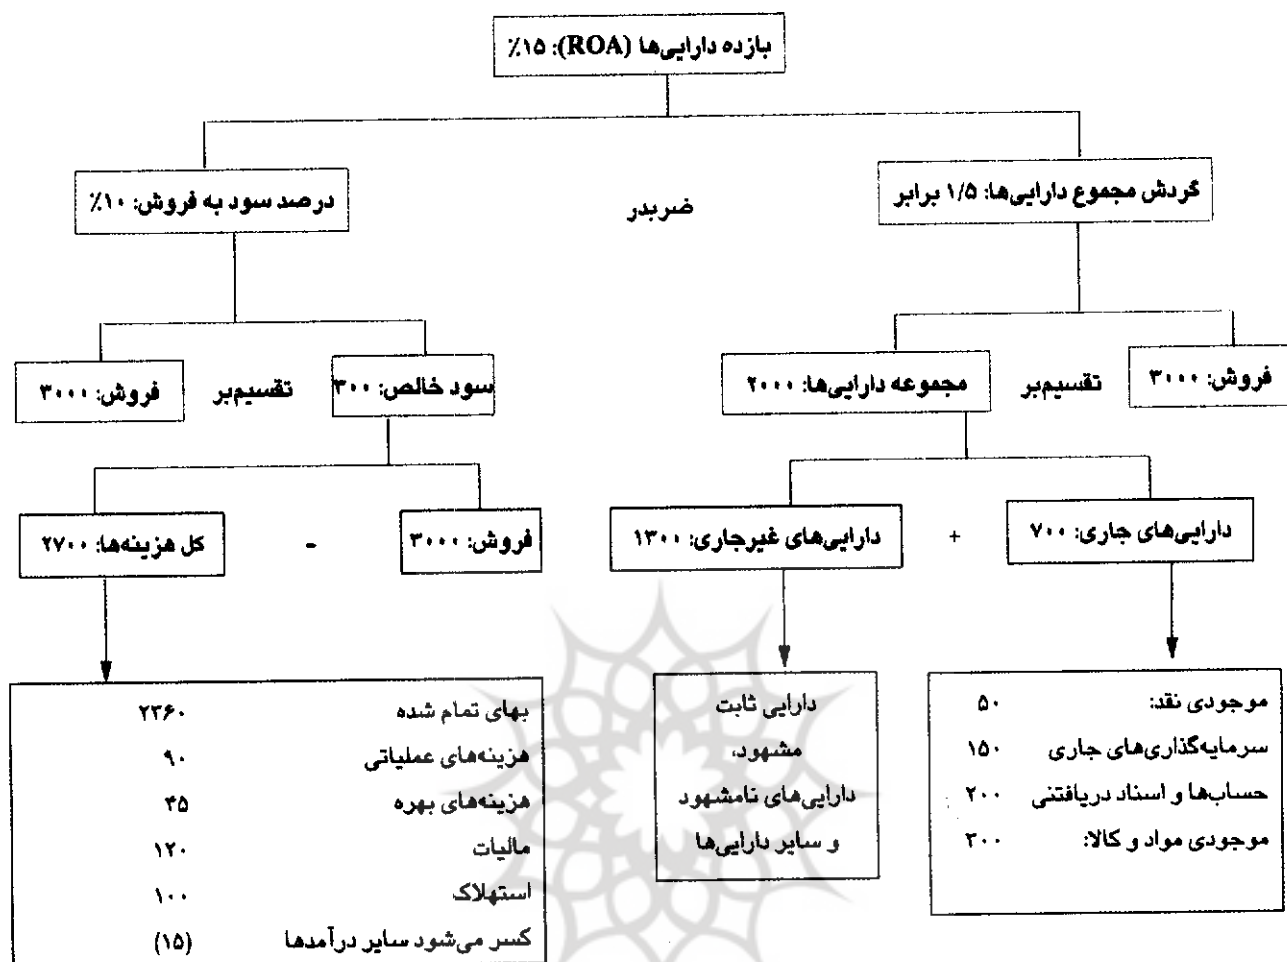 بازده دارایی‌ها (ROA): ۱۵٪
گردش مجموع دارایی‌ها: ۱/۵ برابر
ضربدر
درصد سود به فروش: ۱۰٪
فروش: ۳۰۰۰
تقسیم‌بر
مجموعه دارایی‌ها: ۲۰۰۰
سود خالص: ۳۰۰
تقسیم‌بر
فروش: ۳۰۰۰
دارایی‌های جاری: ۷۰۰
+
دارایی‌های غیرجاری: ۱۳۰۰
فروش: ۳۰۰۰
-
کل هزینه‌ها: ۲۷۰۰
موجودی نقد: ۵۰
سرمایه‌گذاری‌های جاری ۱۵۰
حساب‌ها و اسناد دریافتنی ۲۰۰
موجودی مواد و کالا: ۳۰۰
دارایی ثابت
مشهود،
دارایی‌های نامشهود
و سایر دارایی‌ها
بهای تمام شده ۲۳۶۰
هزینه‌های عملیاتی ۹۰
هزینه‌های بهره ۴۵
مالیات ۱۲۰
استهلاک ۱۰۰
کسر می‌شود سایر درآمدها (۱۵)